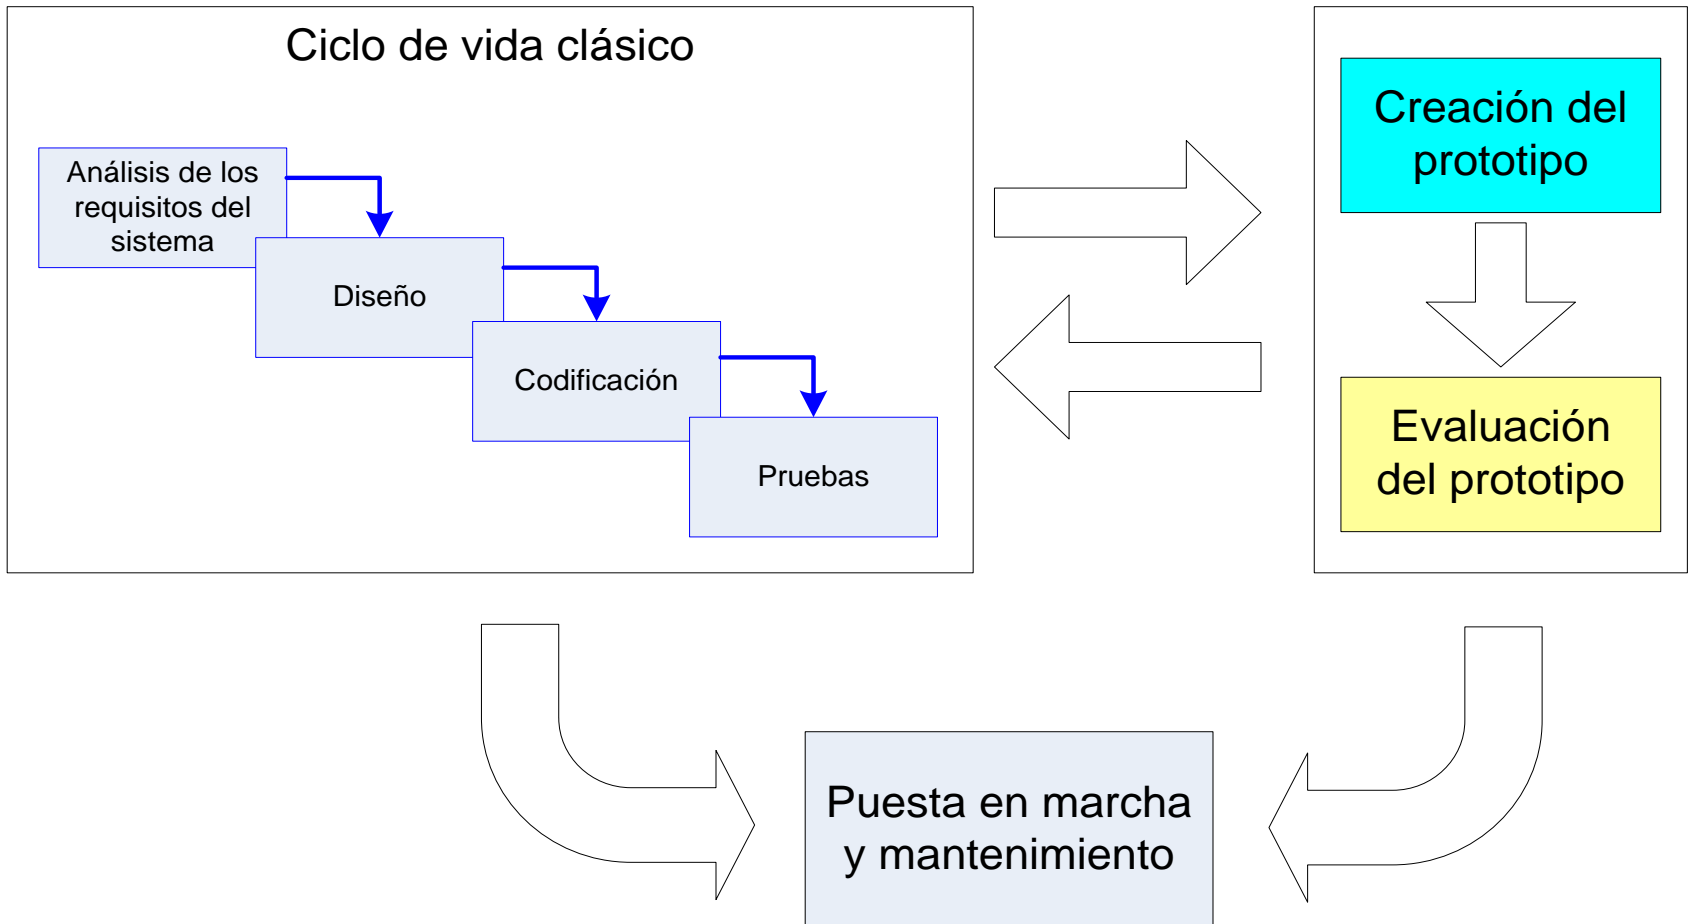 Ciclo de vida clásico
Análisis de los
requisitos del
sistema
Diseño
Codificación
Pruebas
Creación del
prototipo
Evaluación
del prototipo
Puesta en marcha
y mantenimiento